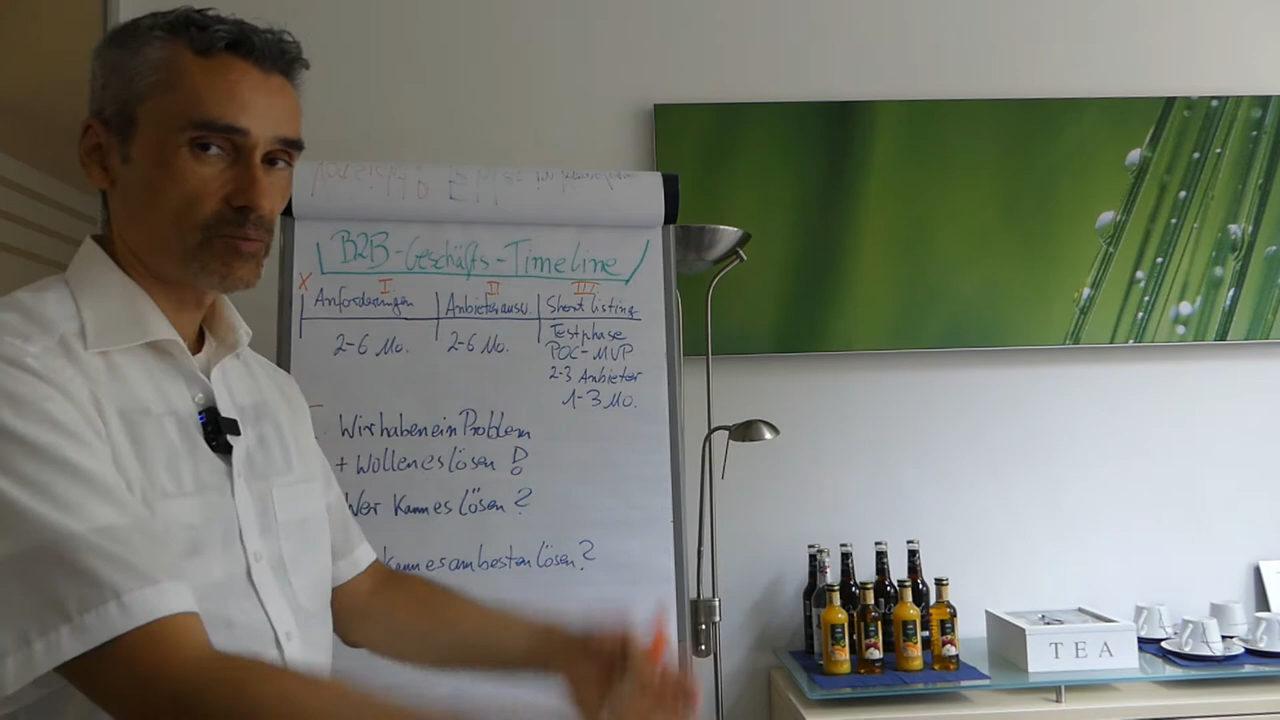 B2B-Geschäfts-Timeline
X I II III
Anforderungen Anbieterausw. Shortlisting
2-6 Mo. 2-6 Mo. Testphase
POC-MVP
2-3 Anbieter
1-3 Mo.
Wir haben ein Problem
+ Wollen es lösen !
Wer kann es lösen ?
kann es am besten lösen ?
TEA